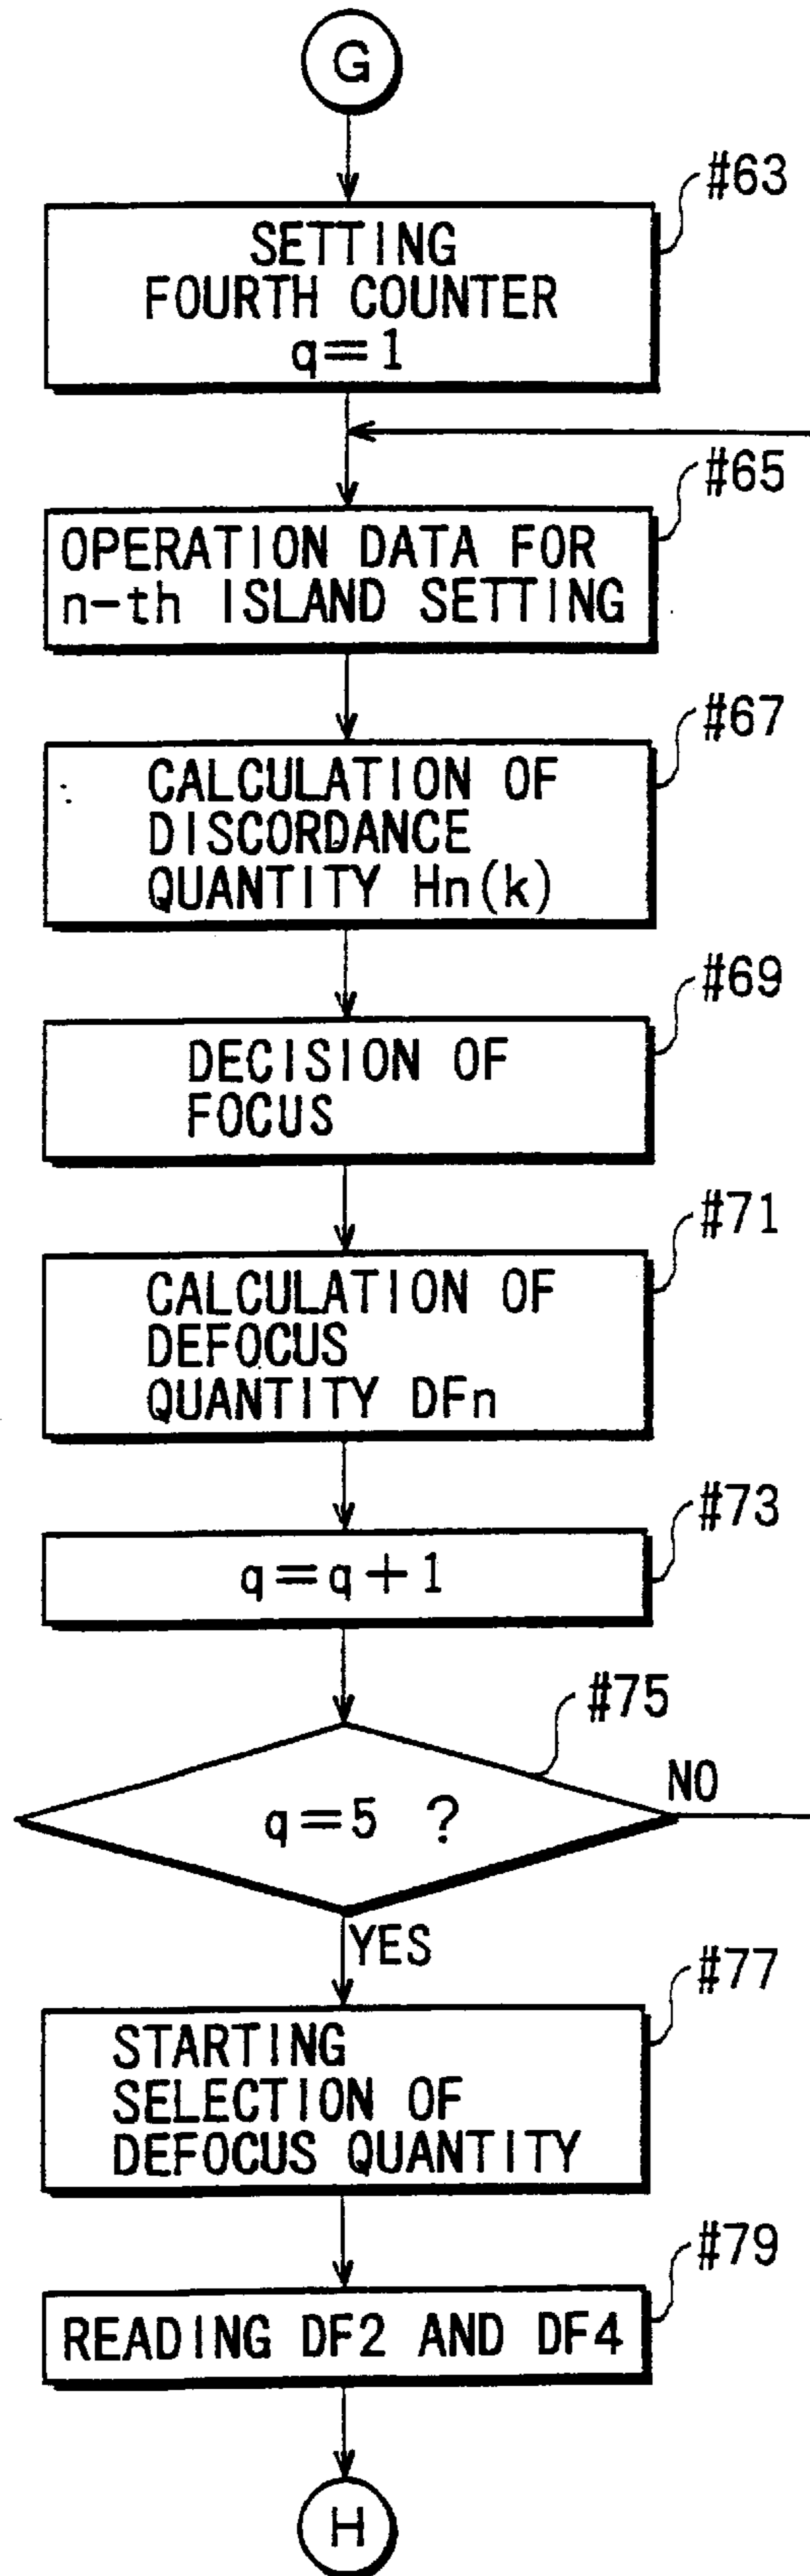 G
#63
SETTING
FOURTH COUNTER
q=1
#65
OPERATION DATA FOR
n-th ISLAND SETTING
#67
CALCULATION OF
DISCORDANCE
QUANTITY Hn(k)
#69
DECISION OF
FOCUS
#71
CALCULATION OF
DEFOCUS
QUANTITY DFn
#73
q=q+1
#75
q=5 ?
NO
YES
#77
STARTING
SELECTION OF
DEFOCUS QUANTITY
#79
READING DF2 AND DF4
H